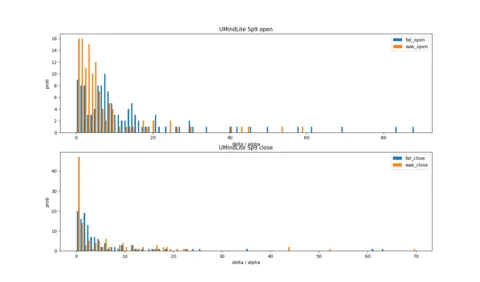 UMindLite Sp9 open
fat_open
wak_open
prob
16
14
12
10
8
6
4
2
0
0 20 40 60 80
delta / alpha
UMindLite Sp9 close
fat_close
wak_close
prob
40
30
20
10
0
0 10 20 30 40 50 60 70
delta / alpha